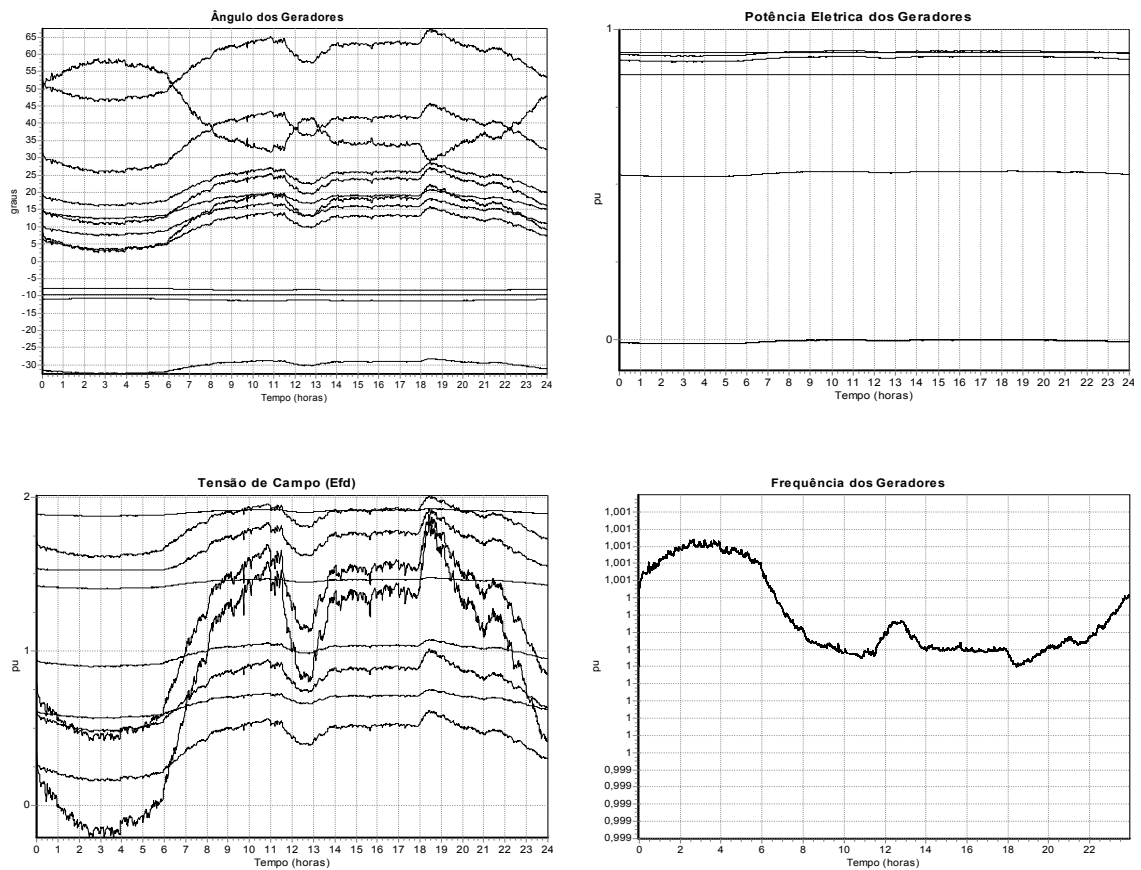 Ângulo dos Geradores
65
60
55
50
45
40
35
30
25
20
15
10
5
0
-5
-10
-15
-20
-25
-30
graus
0 1 2 3 4 5 6 7 8 9 10 11 12 13 14 15 16 17 18 19 20 21 22 23 24
Tempo (horas)
Potência Eletrica dos Geradores
1
0
pu
0 1 2 3 4 5 6 7 8 9 10 11 12 13 14 15 16 17 18 19 20 21 22 23 24
Tempo (horas)
Tensão de Campo (Efd)
2
1
0
pu
0 1 2 3 4 5 6 7 8 9 10 11 12 13 14 15 16 17 18 19 20 21 22 23 24
Tempo (horas)
Frequência dos Geradores
1,001
1,001
1,001
1,001
1,001
1
1
1
1
1
1
1
1
1
1
0,999
0,999
0,999
0,999
0,999
pu
0 2 4 6 8 10 12 14 16 18 20 22
Tempo (horas)